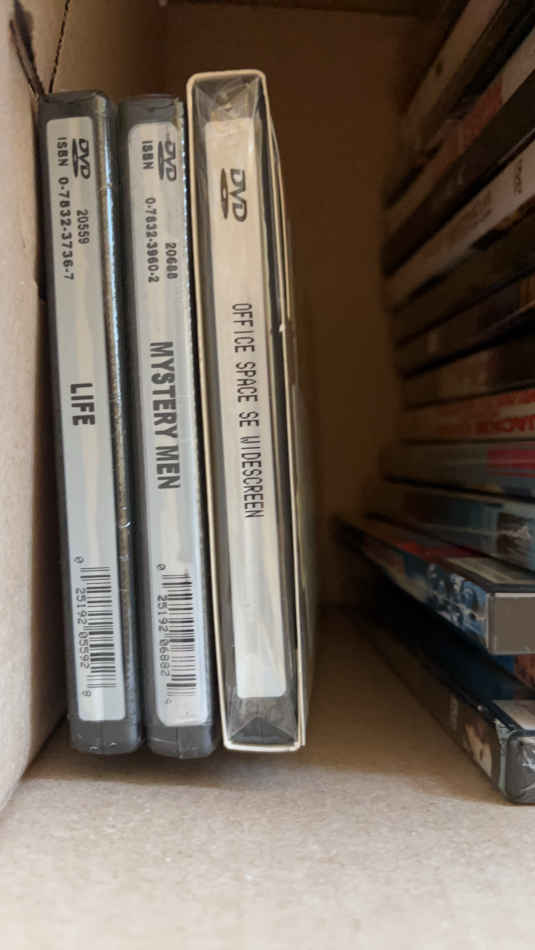 DVD
ISBN 0-7832-3736-7
20559
LIFE
0 25192 05592 8
DVD
ISBN 0-7832-3960-2
20688
MYSTERY MEN
0 25192 06882
DVD
OFFICE SPACE SE WIDESCREEN